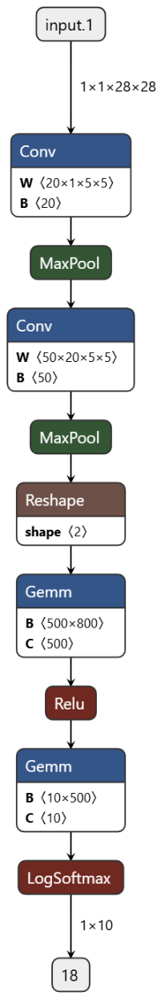 input.1
1×1×28×28
Conv
W 〈20×1×5×5〉
B 〈20〉
MaxPool
Conv
W 〈50×20×5×5〉
B 〈50〉
MaxPool
Reshape
shape 〈2〉
Gemm
B 〈500×800〉
C 〈500〉
Relu
Gemm
B 〈10×500〉
C 〈10〉
LogSoftmax
1×10
18